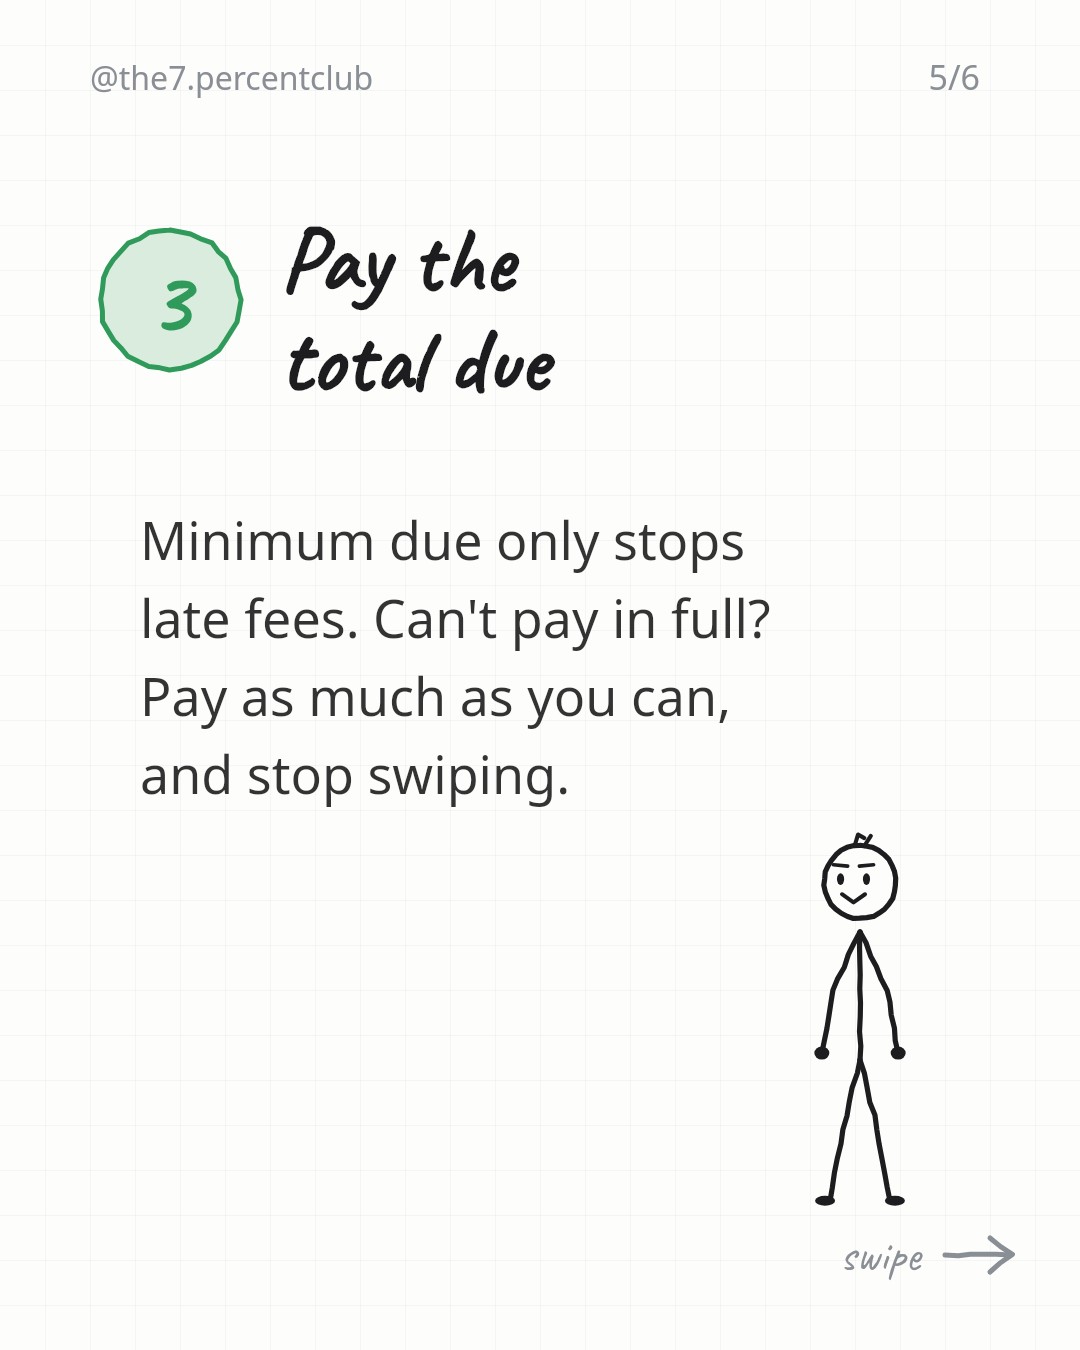 @the7.percentclub
5/6
3
Pay the
total due
Minimum due only stops
late fees. Can't pay in full?
Pay as much as you can,
and stop swiping.
swipe